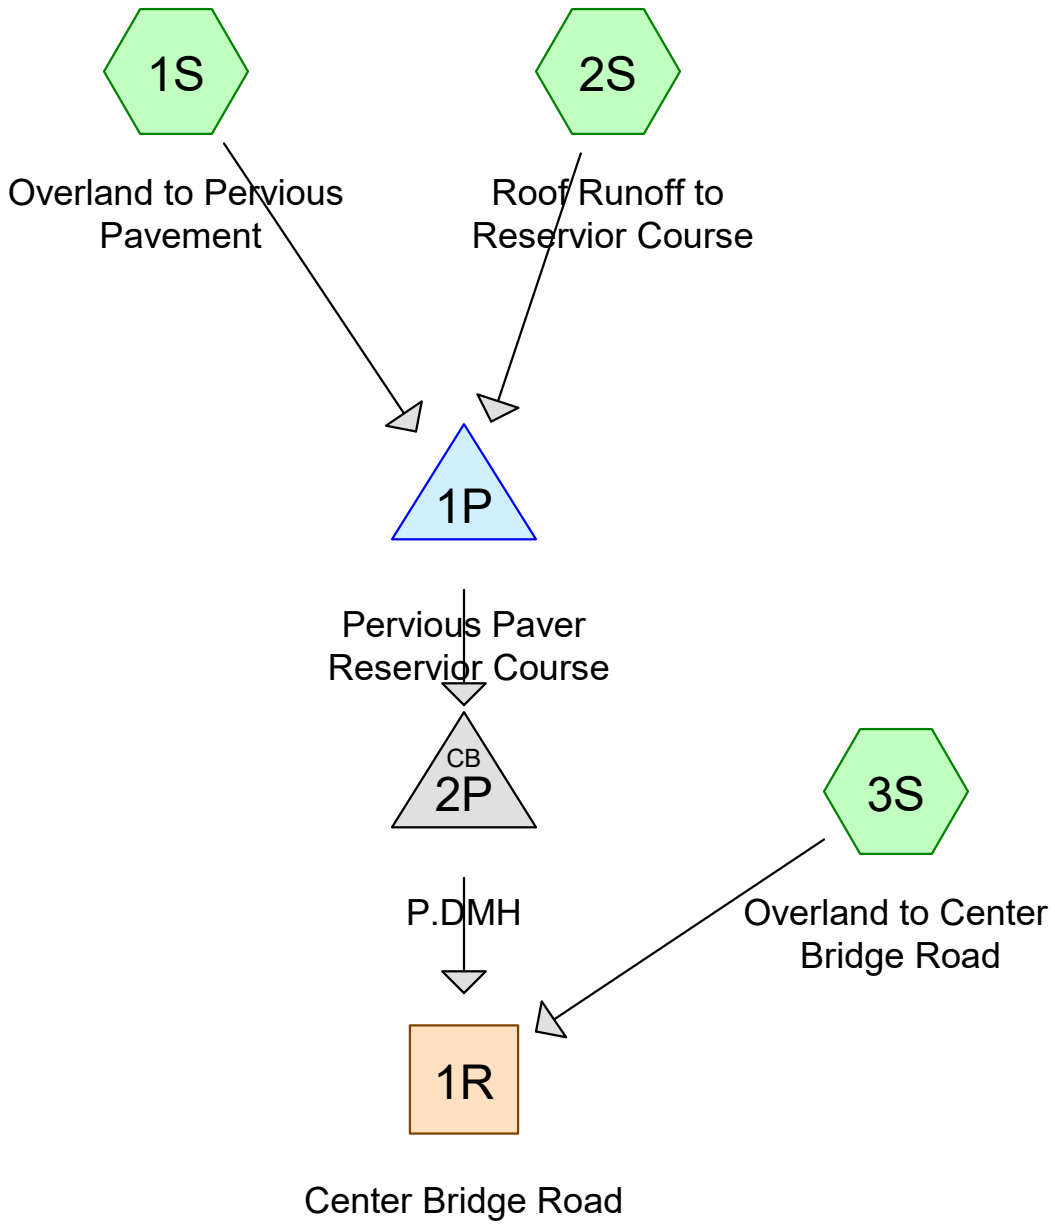 1S
2S
Overland to Pervious
Pavement
Roof Runoff to
Reservior Course
1P
Pervious Paver
Reservior Course
CB
2P
3S
P.DMH
Overland to Center
Bridge Road
1R
Center Bridge Road